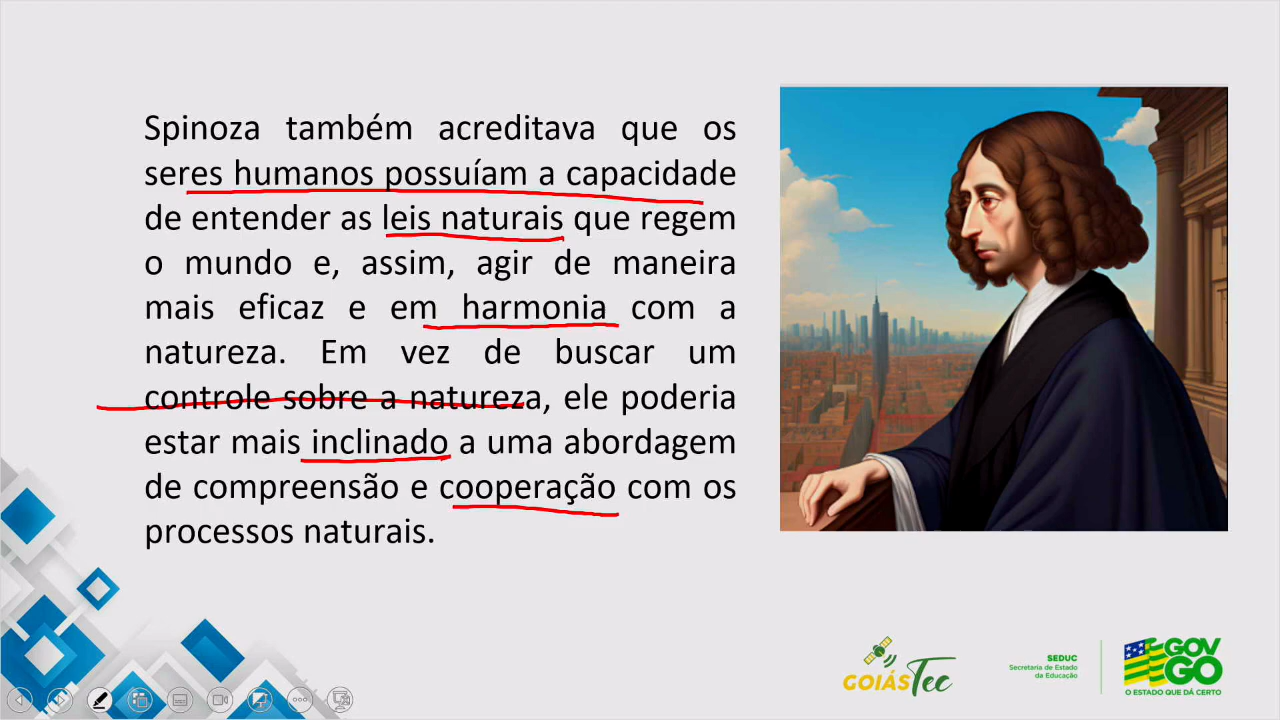 Spinoza também acreditava que os
seres humanos possuíam a capacidade
de entender as leis naturais que regem
o mundo e, assim, agir de maneira
mais eficaz e em harmonia com a
natureza. Em vez de buscar um
controle sobre a natureza, ele poderia
estar mais inclinado a uma abordagem
de compreensão e cooperação com os
processos naturais.
GOIÁSTec
SEDUC
Secretaria de Estado
da Educação
GOV
GO
O ESTADO QUE DÁ CERTO